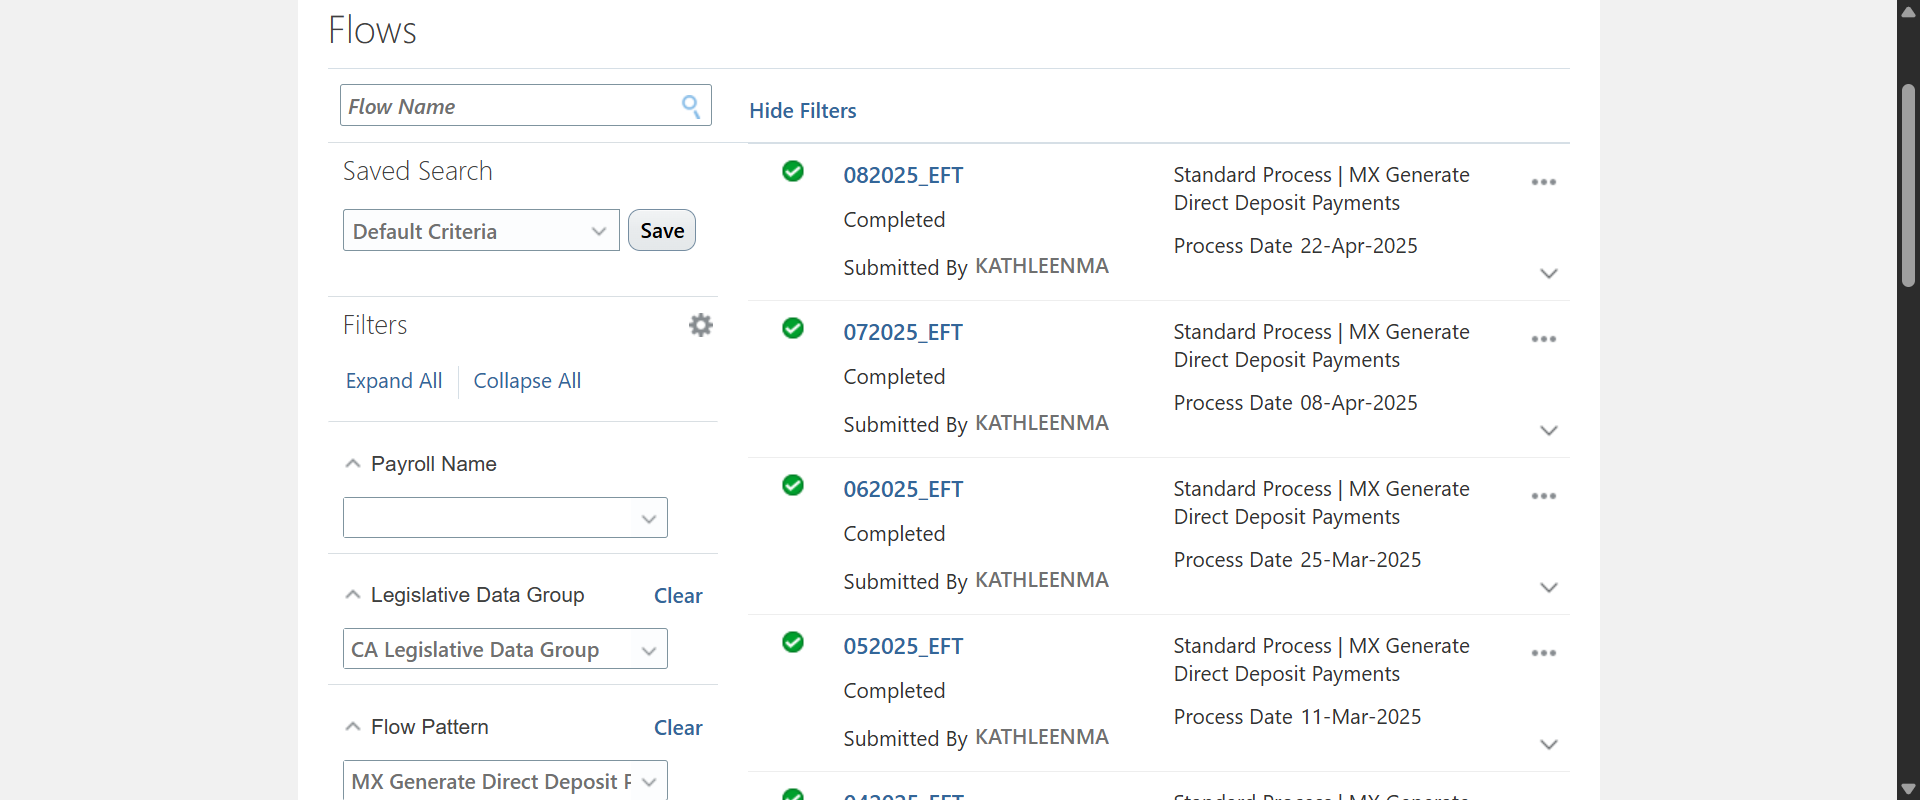 Flows
Flow Name
Hide Filters
Saved Search
Default Criteria
Save
Filters
Expand All
Collapse All
Payroll Name
Legislative Data Group
Clear
CA Legislative Data Group
Flow Pattern
Clear
MX Generate Direct Deposit
082025_EFT
Completed
Submitted By KATHLEENMA
Standard Process | MX Generate
Direct Deposit Payments
Process Date 22-Apr-2025
072025_EFT
Completed
Submitted By KATHLEENMA
Standard Process | MX Generate
Direct Deposit Payments
Process Date 08-Apr-2025
062025_EFT
Completed
Submitted By KATHLEENMA
Standard Process | MX Generate
Direct Deposit Payments
Process Date 25-Mar-2025
052025_EFT
Completed
Submitted By KATHLEENMA
Standard Process | MX Generate
Direct Deposit Payments
Process Date 11-Mar-2025